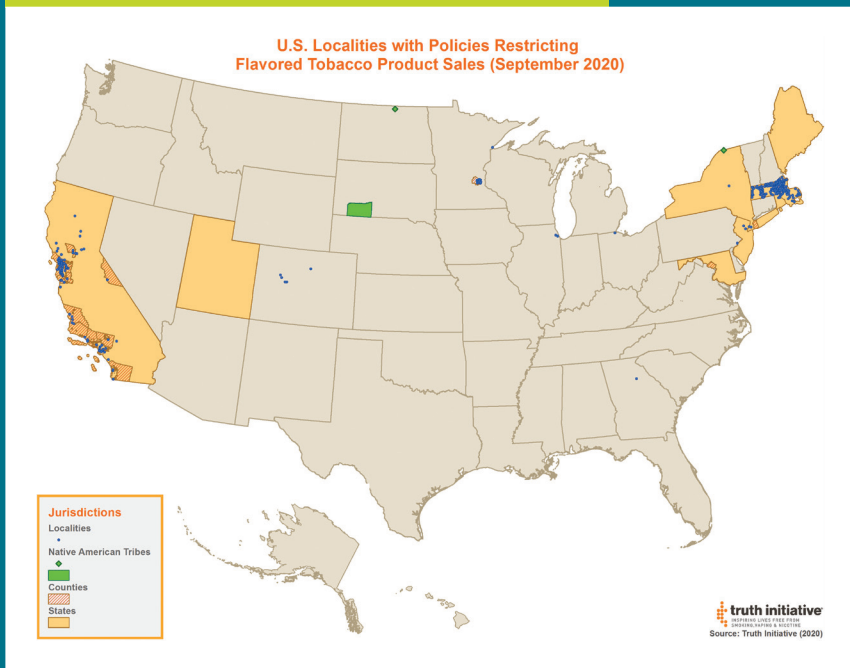 U.S. Localities with Policies Restricting
Flavored Tobacco Product Sales (September 2020)
Jurisdictions
Localities
Native American Tribes
Counties
States
truth initiative
INSPIRING LIVES FREE FROM
SMOKING, VAPING & NICOTINE
Source: Truth Initiative (2020)